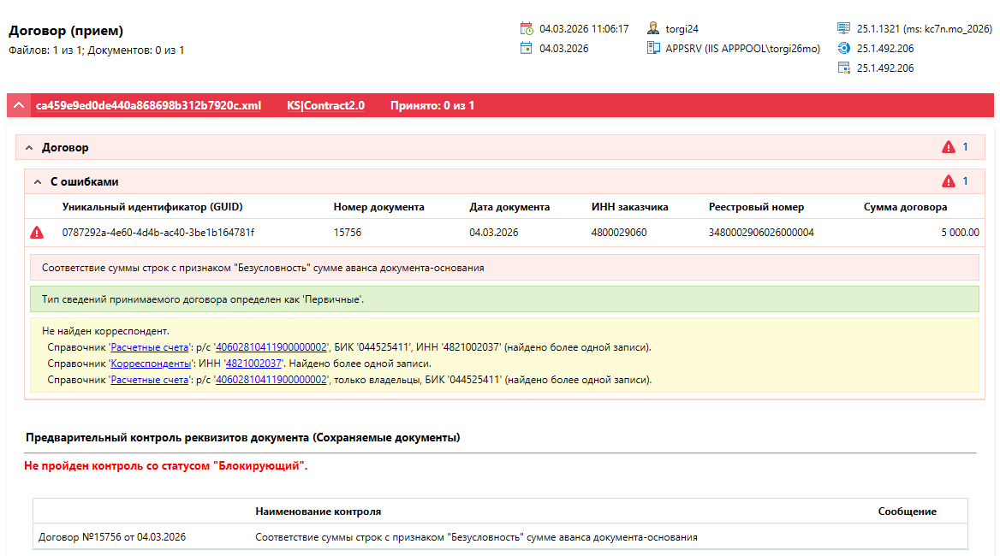 Договор (прием)
Файлов: 1 из 1; Документов: 0 из 1
04.03.2026 11:06:17
04.03.2026
torgi24
APPSRV (IIS APPPOOL\torgi26mo)
25.1.1321 (ms: kc7n.mo_2026)
25.1.492.206
25.1.492.206
ca459e9ed0de440a868698b312b7920c.xml KS|Contract2.0 Принято: 0 из 1
Договор 1
С ошибками 1
Уникальный идентификатор (GUID) Номер документа Дата документа ИНН заказчика Реестровый номер Сумма договора
0787292a-4e60-4d4b-ac40-3be1b164781f 15756 04.03.2026 4800029060 3480002906026000004 5 000.00
Соответствие суммы строк с признаком "Безусловность" сумме аванса документа-основания
Тип сведений принимаемого договора определен как 'Первичные'.
Не найден корреспондент.
Справочник 'Расчетные счета': р/с '40602810411900000002', БИК '044525411', ИНН '4821002037' (найдено более одной записи).
Справочник 'Корреспонденты': ИНН '4821002037'. Найдено более одной записи.
Справочник 'Расчетные счета': р/с '40602810411900000002', только владельцы, БИК '044525411' (найдено более одной записи).
Предварительный контроль реквизитов документа (Сохраняемые документы)
Не пройден контроль со статусом "Блокирующий".
Наименование контроля Сообщение
Договор №15756 от 04.03.2026 Соответствие суммы строк с признаком "Безусловность" сумме аванса документа-основания